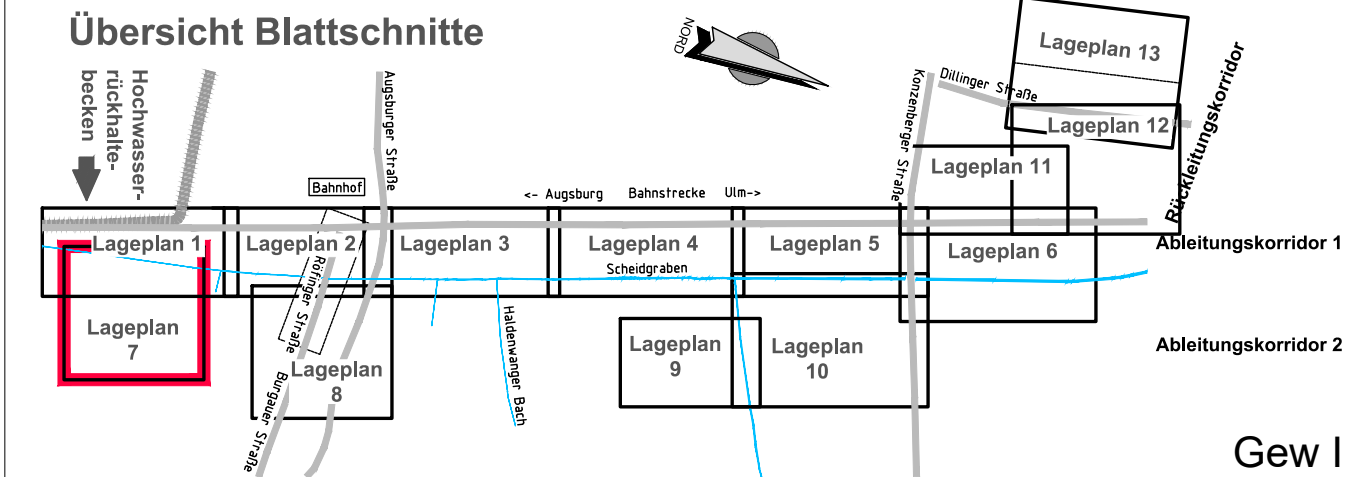 Übersicht Blattschnitte
NORD
Hochwasser-
rückhalte-
becken
Augsburger Straße
Bahnhof
<- Augsburg Bahnstrecke Ulm->
Konzenberger Straße
Dillinger Straße
Lageplan 13
Lageplan 12
Lageplan 11
Rückleitungskorridor
Lageplan 1
Lageplan 2
Lageplan 3
Lageplan 4
Lageplan 5
Lageplan 6
Ableitungskorridor 1
Scheidgraben
Röfinger Straße
Haldenwanger Bach
Lageplan
7
Lageplan
8
Burgauer Straße
Lageplan
9
Lageplan
10
Ableitungskorridor 2
Gew I